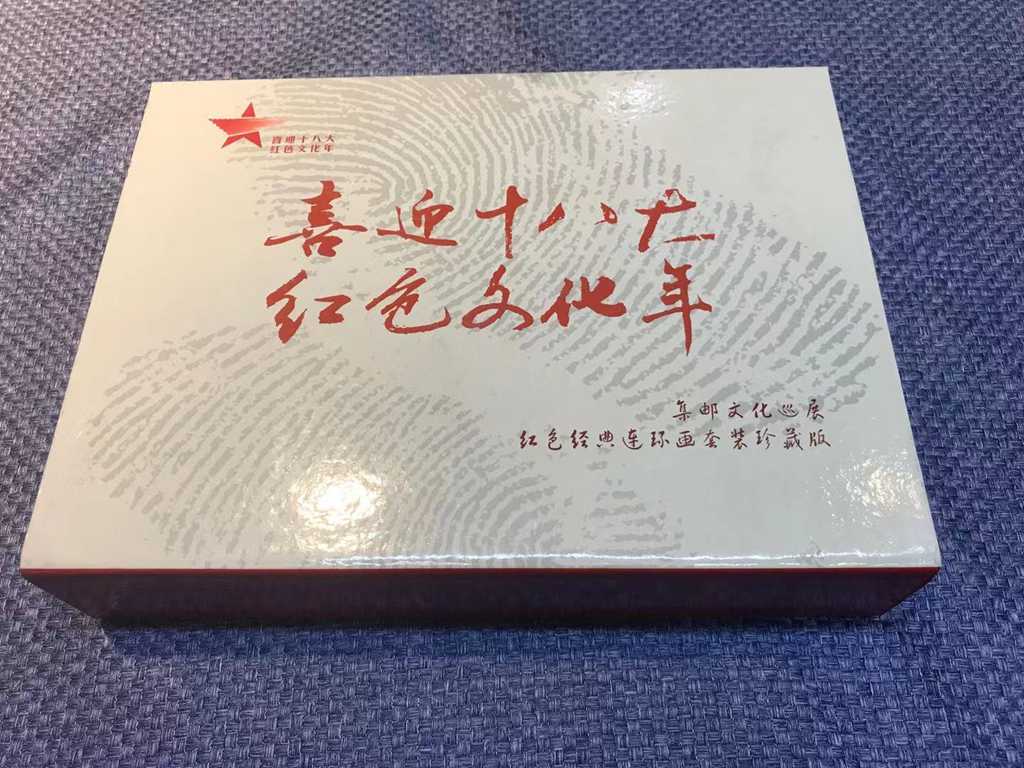 喜迎十八大
红色文化年
喜迎十八大
红色文化年
集邮文化巡展
红色经典连环画套装珍藏版